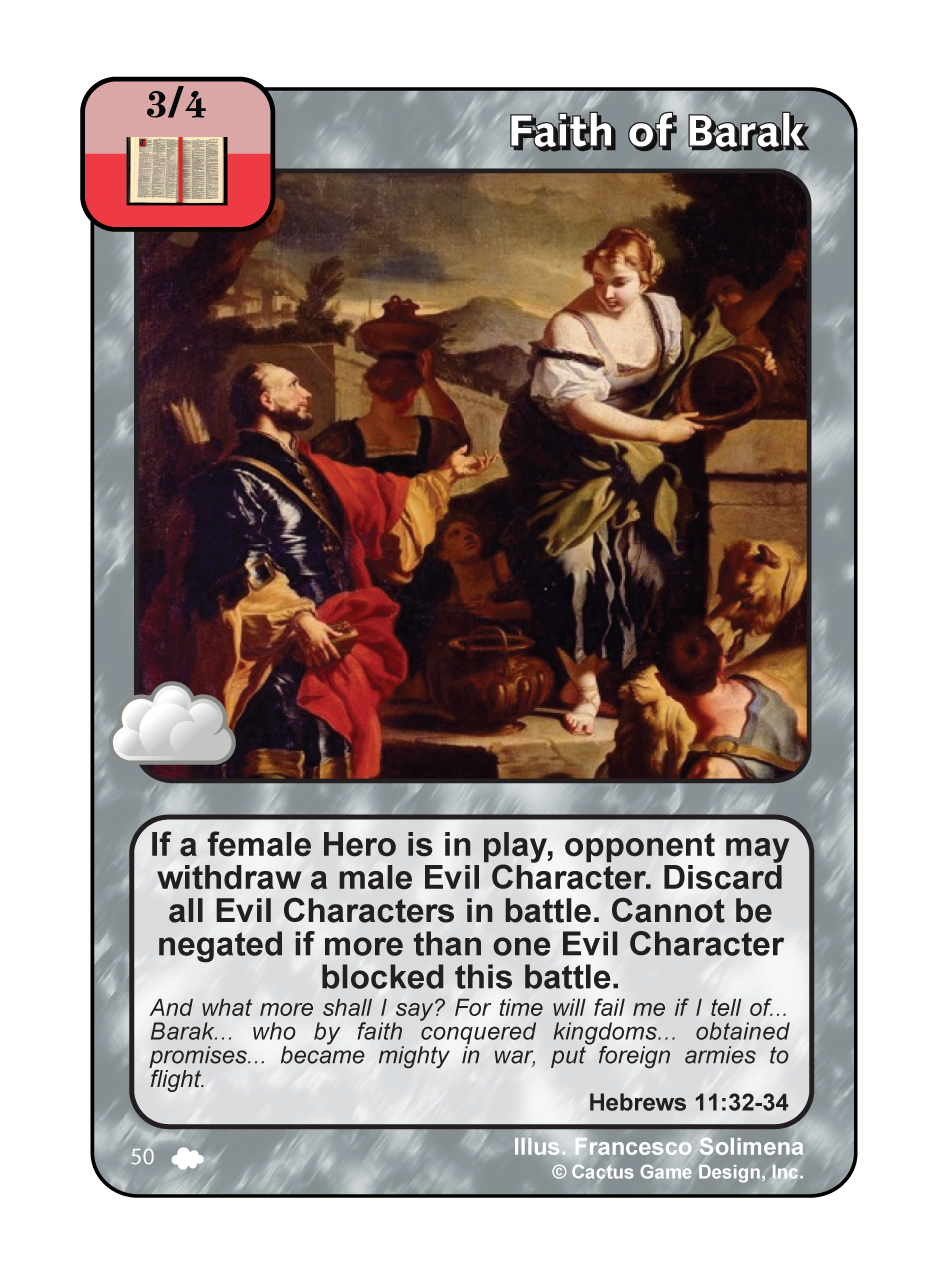 3/4
Faith of Barak
If a female Hero is in play, opponent may
withdraw a male Evil Character. Discard
all Evil Characters in battle. Cannot be
negated if more than one Evil Character
blocked this battle.
And what more shall I say? For time will fail me if I tell of...
Barak... who by faith conquered kingdoms... obtained
promises... became mighty in war, put foreign armies to
flight.
Hebrews 11:32-34
50
Illus. Francesco Solimena
© Cactus Game Design, Inc.